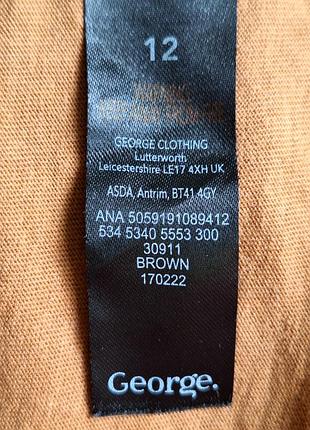 12
GEORGE CLOTHING
Lutterworth
Leicestershire LE17 4XH UK
ASDA, Antrim, BT41 4GY
ANA 5059191089412
534 5340 5553 300
30911
BROWN
170222
George.